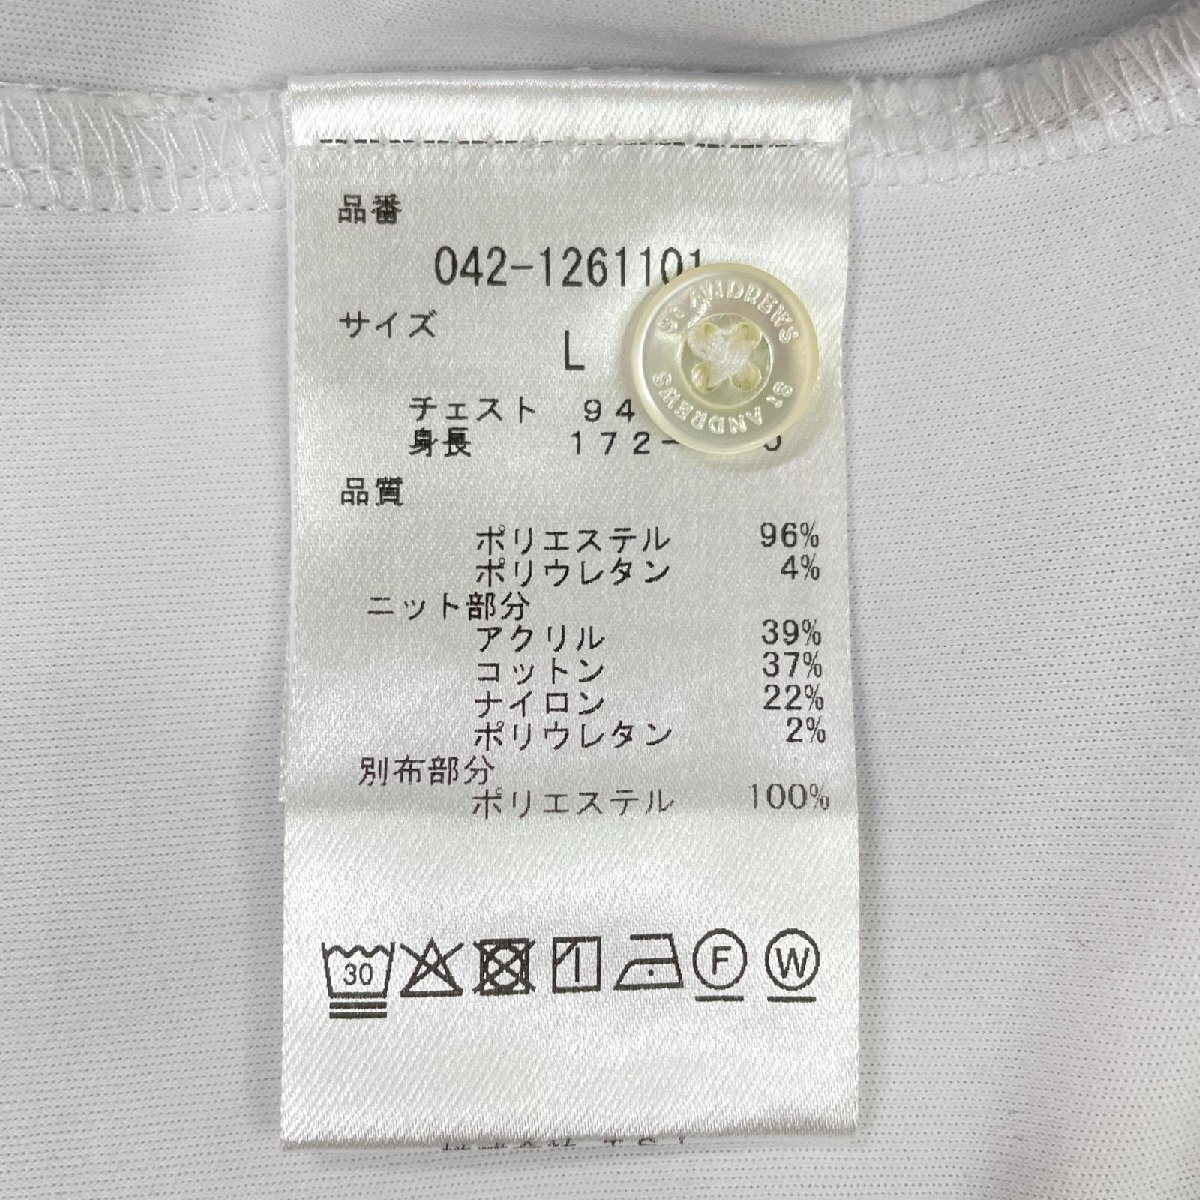 品番
042-1261101
サイズ
L
ST ANDREWS
ST ANDREWS
チェスト 94
身長 172-
品質
ポリエステル 96%
ポリウレタン 4%
ニット部分
アクリル 39%
コットン 37%
ナイロン 22%
ポリウレタン 2%
別布部分
ポリエステル 100%
30
F
W